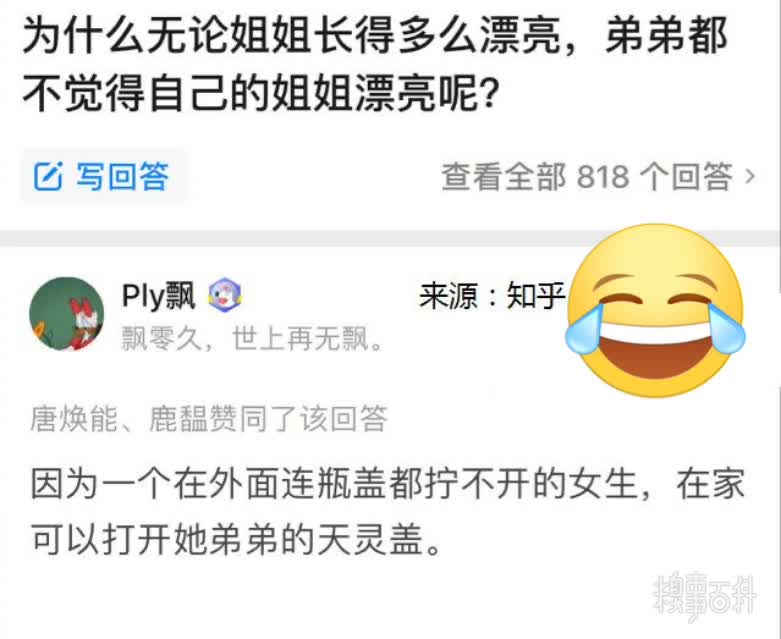 为什么无论姐姐长得多么漂亮，弟弟都
不觉得自己的姐姐漂亮呢？
写回答
查看全部 818 个回答 >
Ply飘
来源：知乎
飘零久，世上再无飘。
唐焕能、鹿馧赞同了该回答
因为一个在外面连瓶盖都拧不开的女生，在家
可以打开她弟弟的天灵盖。
糗事百科